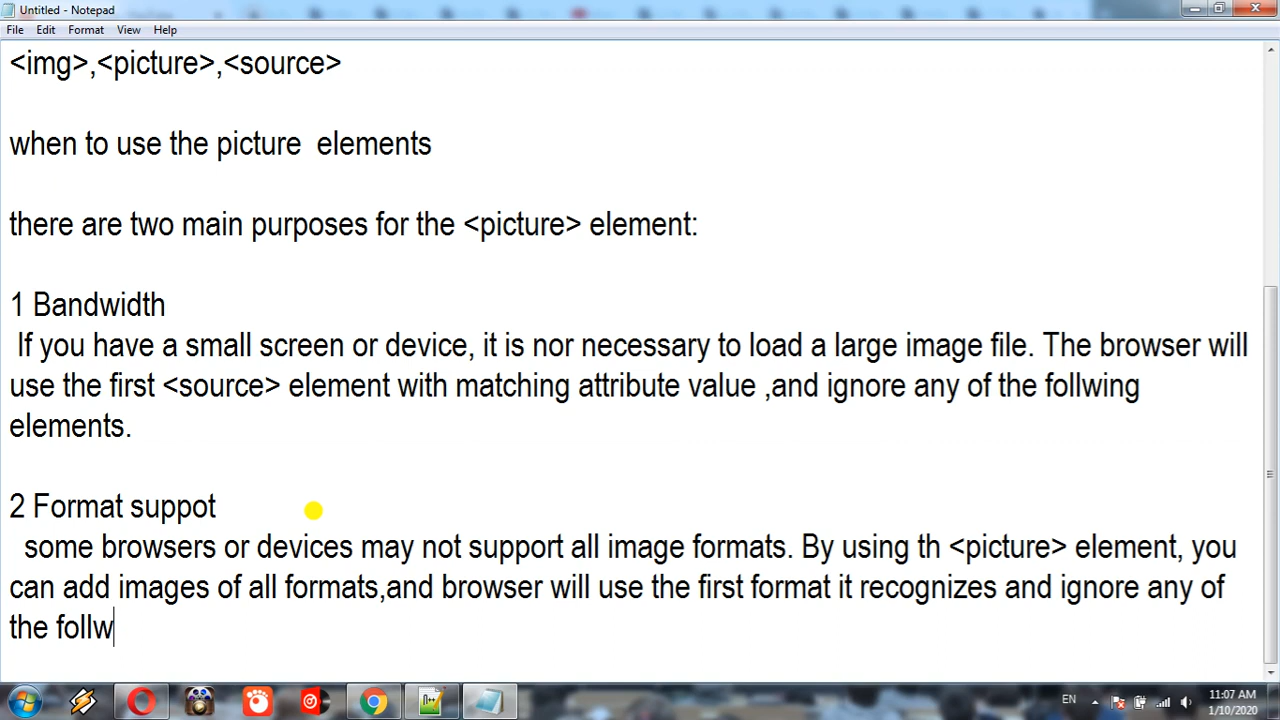 Untitled - Notepad
File Edit Format View Help
<img>,<picture>,<source>
when to use the picture  elements
there are two main purposes for the <picture> element:
1 Bandwidth
If you have a small screen or device, it is nor necessary to load a large image file. The browser will
use the first <source> element with matching attribute value ,and ignore any of the follwing
elements.
2 Format suppot
some browsers or devices may not support all image formats. By using th <picture> element, you
can add images of all formats,and browser will use the first format it recognizes and ignore any of
the follw
EN
11:07 AM
1/10/2020